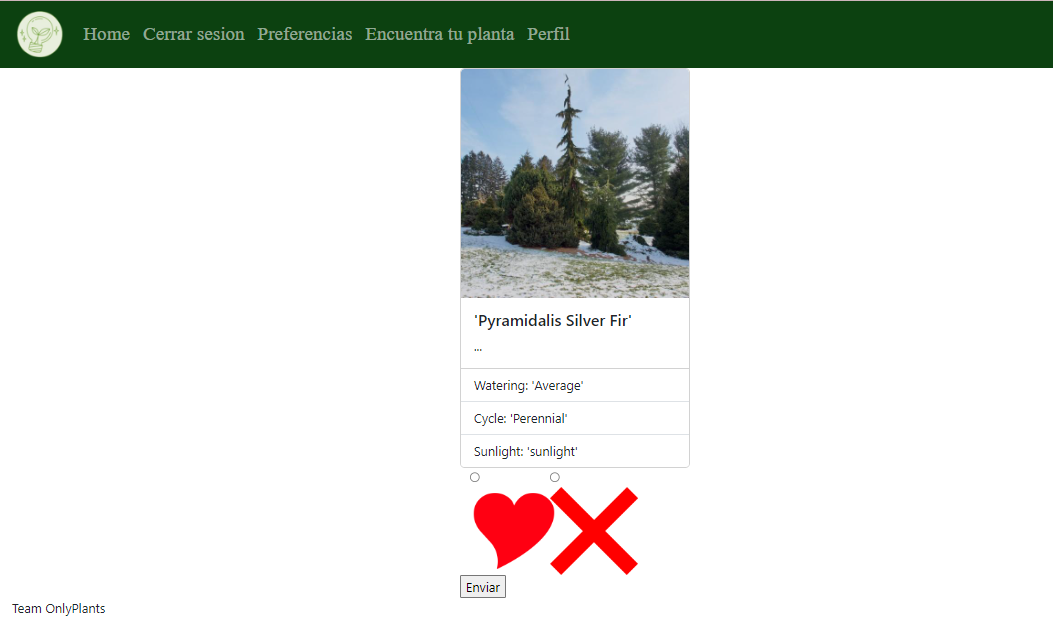 Home Cerrar sesion Preferencias Encuentra tu planta Perfil
'Pyramidalis Silver Fir'
...
Watering: 'Average'
Cycle: 'Perennial'
Sunlight: 'sunlight'
Enviar
Team OnlyPlants